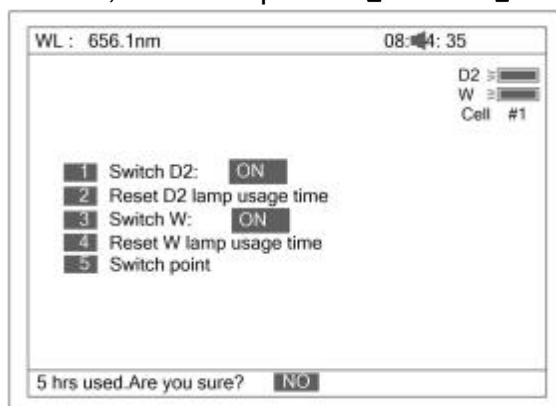 WL : 656.1nm 08: 4: 35
D2
W
Cell #1
1 Switch D2: ON
2 Reset D2 lamp usage time
3 Switch W: ON
4 Reset W lamp usage time
5 Switch point
5 hrs used.Are you sure? NO